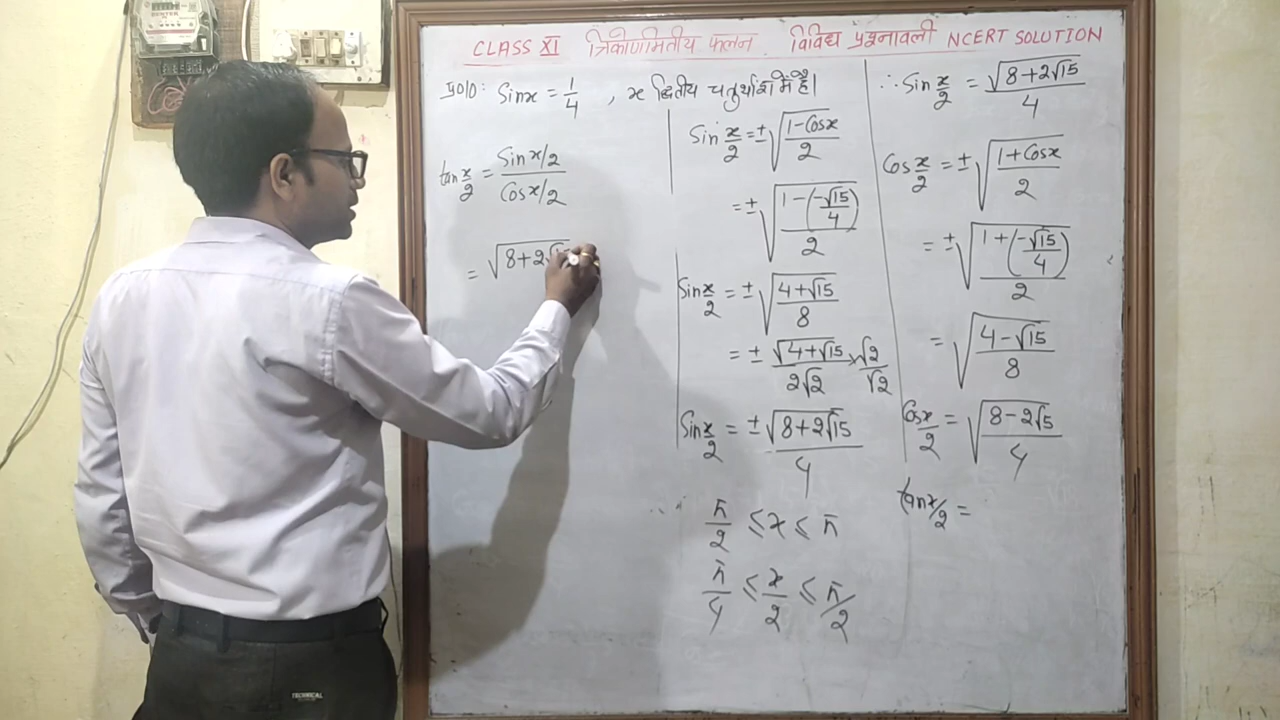 CLASS XI त्रिकोणमितीय फलन . विविध प्रश्नावली NCERT SOLUTION
प्र010: Sinx = 1/4 , x द्वितीय चतुर्थांश में है।
tan x/2 = Sin x/2 / Cos x/2
= √8+2√
Sin x/2 = ± √(1-Cosx / 2)
= ± √(1-(-√15/4) / 2)
Sin x/2 = ± √(4+√15 / 8)
= ± √4+√15 / 2√2 × √2/√2
Sin x/2 = ± √8+2√15 / 4
π/2 ≤ x ≤ π
π/4 ≤ x/2 ≤ π/2
∴ Sin x/2 = √8+2√15 / 4
Cos x/2 = ± √(1+Cosx / 2)
= ± √(1+(-√15/4) / 2)
= √(4-√15 / 8)
Cos x/2 = √(8-2√5 / 4)
tan x/2 =
TECHNICAL